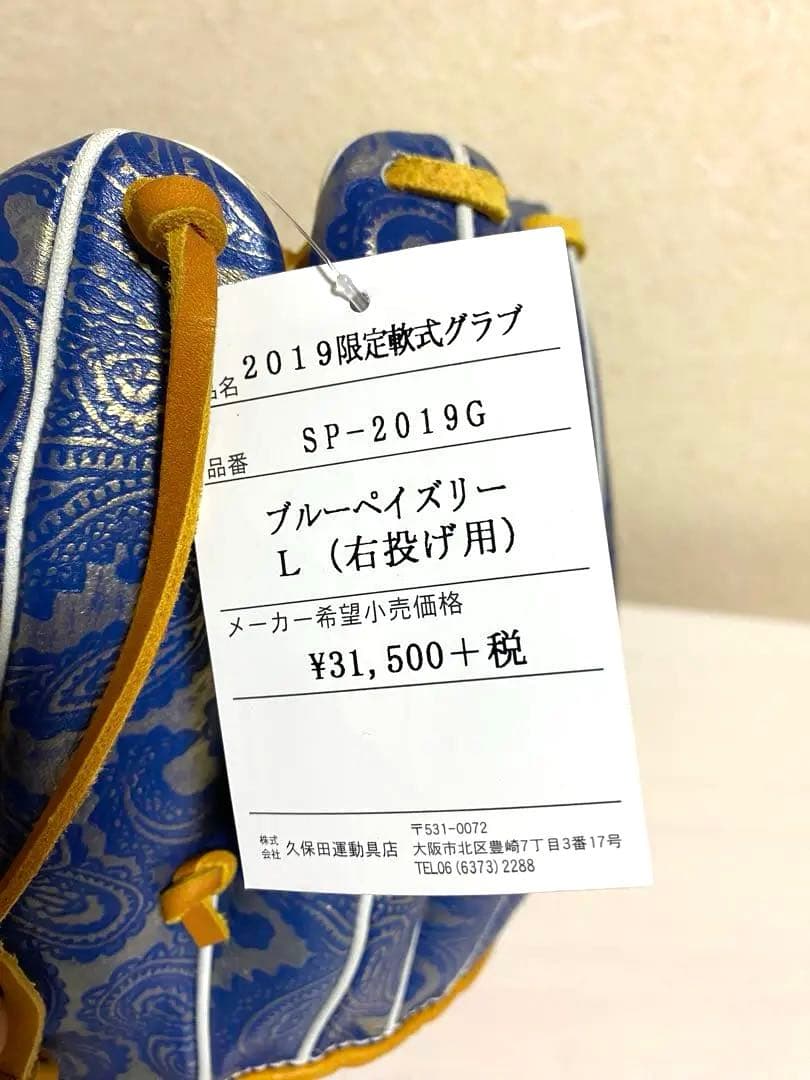 2019限定軟式グラブ
品名
SP-2019G
品番
ブルーペイズリー
L（右投げ用）
メーカー希望小売価格
¥31,500＋税
株式会社 久保田運動具店
〒531-0072
大阪市北区豊崎7丁目3番17号
TEL06(6373)2288